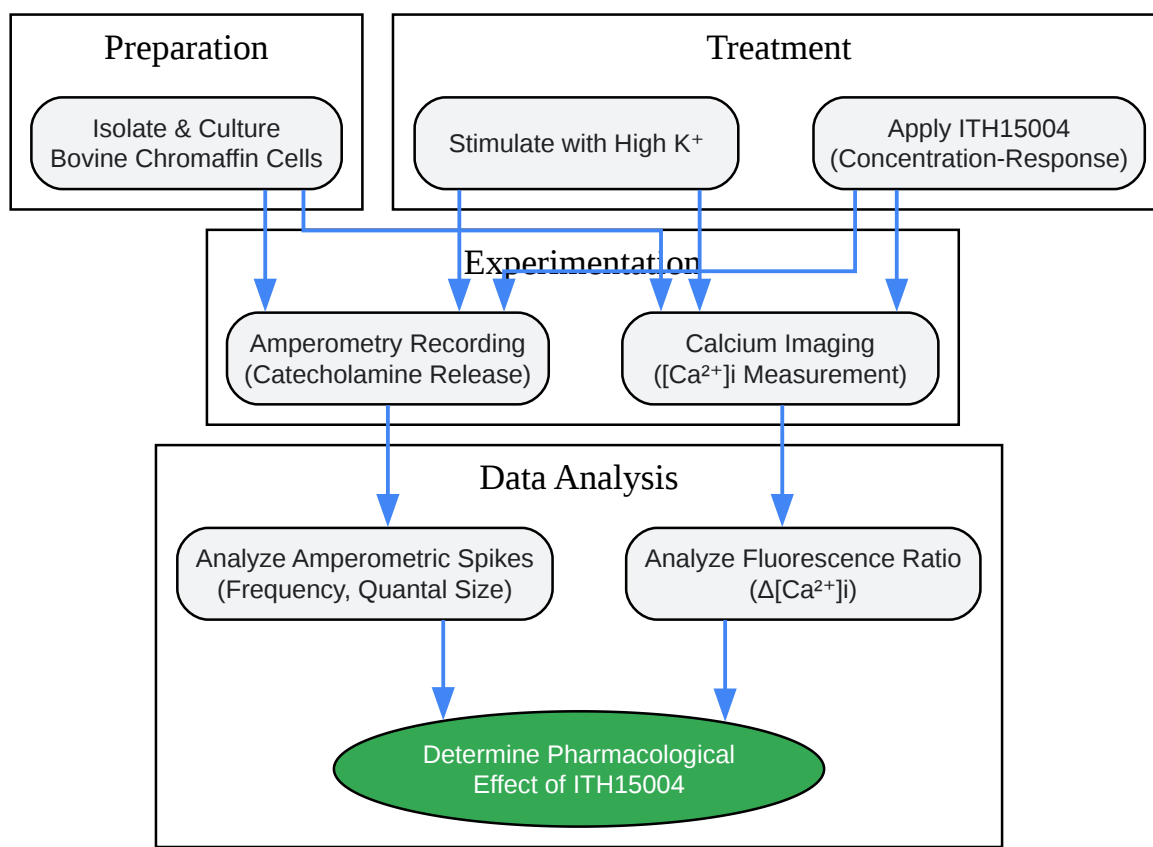 Preparation
Isolate & Culture
Bovine Chromaffin Cells
Treatment
Stimulate with High K⁺
Apply ITH15004
(Concentration-Response)
Experimentation
Amperometry Recording
(Catecholamine Release)
Calcium Imaging
([Ca²⁺]i Measurement)
Data Analysis
Analyze Amperometric Spikes
(Frequency, Quantal Size)
Analyze Fluorescence Ratio
(Δ[Ca²⁺]i)
Determine Pharmacological
Effect of ITH15004